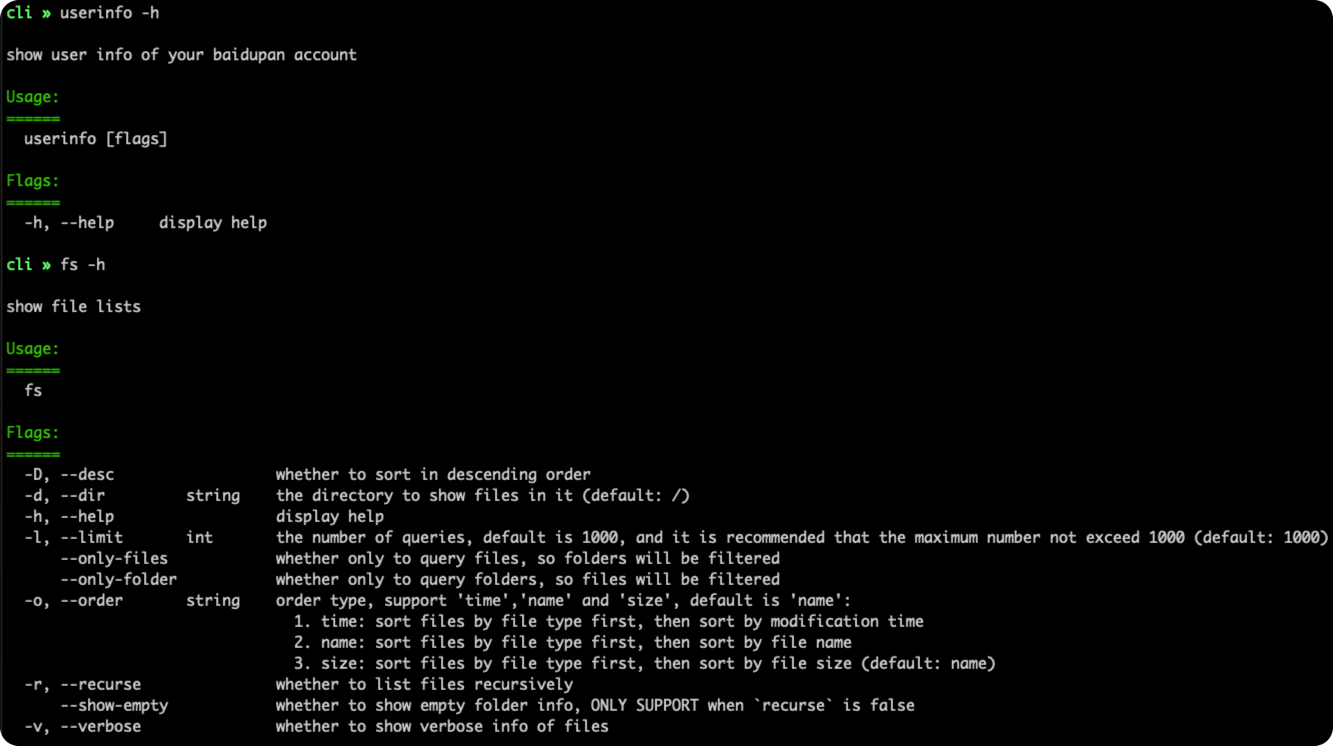 cli » userinfo -h
show user info of your baidupan account
Usage:
======
  userinfo [flags]
Flags:
======
  -h, --help     display help
cli » fs -h
show file lists
Usage:
======
  fs
Flags:
======
  -D, --desc                  whether to sort in descending order
  -d, --dir         string    the directory to show files in it (default: /)
  -h, --help                  display help
  -l, --limit       int       the number of queries, default is 1000, and it is recommended that the maximum number not exceed 1000 (default: 1000)
      --only-files            whether only to query files, so folders will be filtered
      --only-folder           whether only to query folders, so files will be filtered
  -o, --order       string    order type, support 'time','name' and 'size', default is 'name':
                                1. time: sort files by file type first, then sort by modification time
                                2. name: sort files by file type first, then sort by file name
                                3. size: sort files by file type first, then sort by file size (default: name)
  -r, --recurse               whether to list files recursively
      --show-empty            whether to show empty folder info, ONLY SUPPORT when `recurse` is false
  -v, --verbose               whether to show verbose info of files